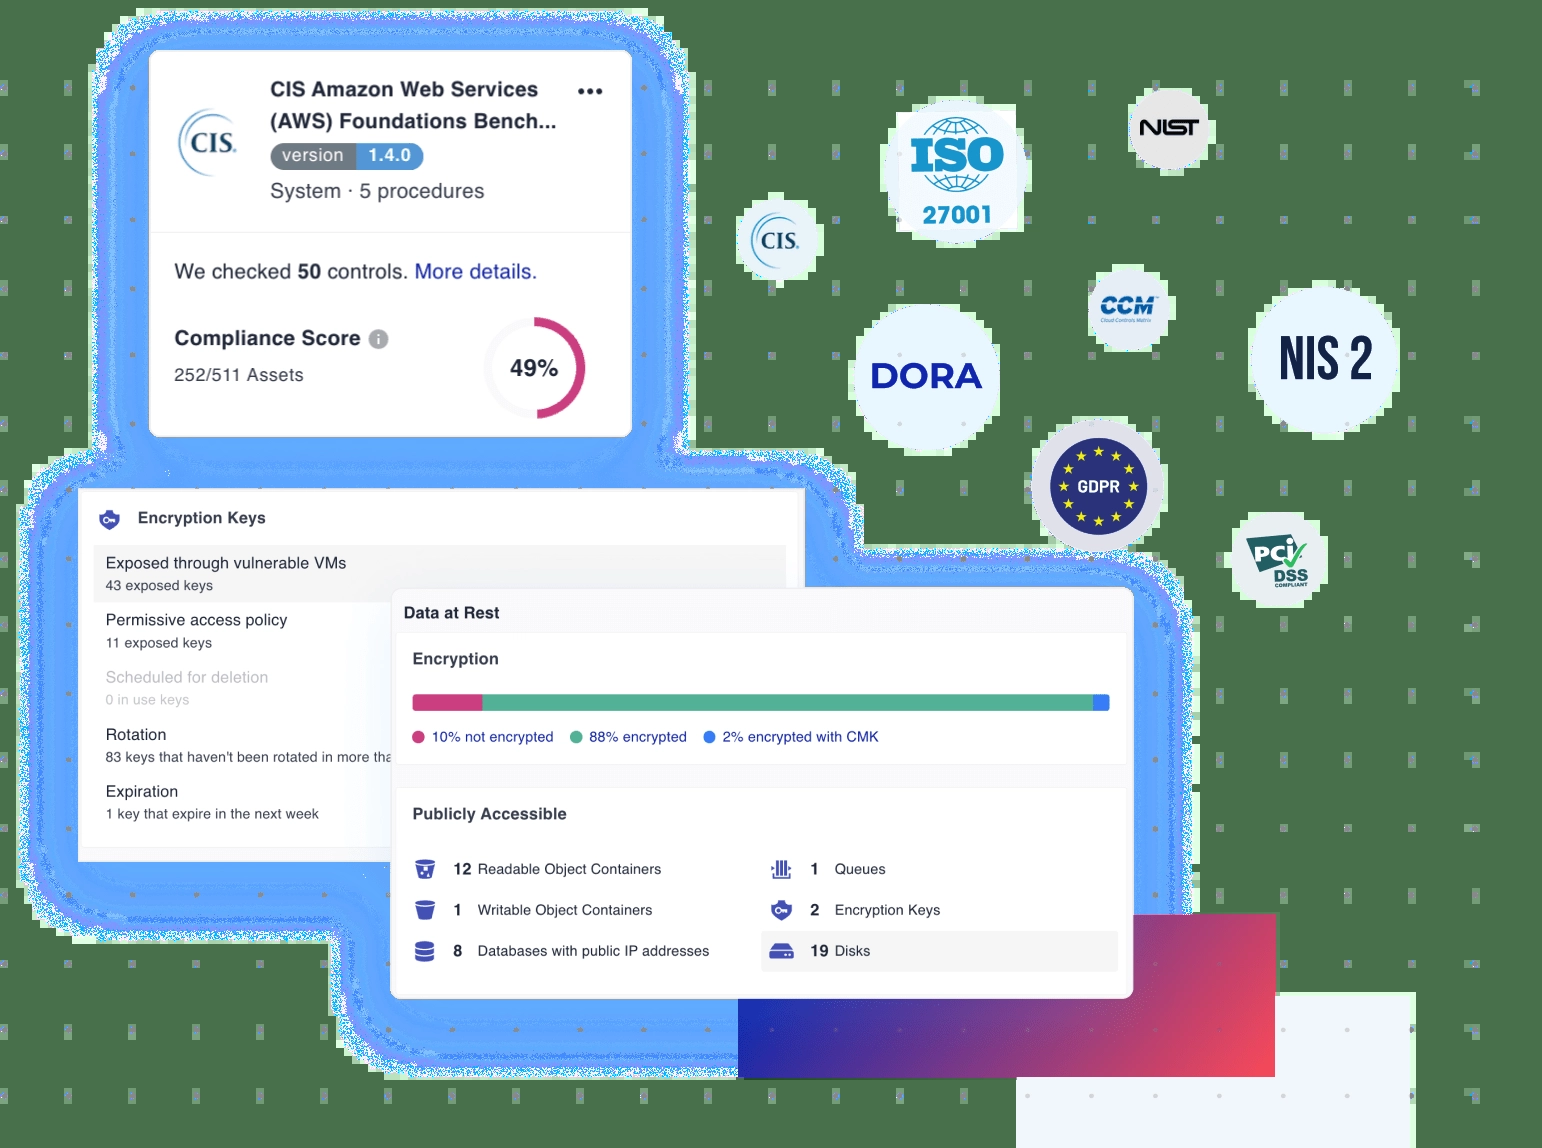 CIS Amazon Web Services
(AWS) Foundations Bench...
CIS.
version 1.4.0
System · 5 procedures
We checked 50 controls. More details.
Compliance Score i
252/511 Assets
49%
ISO
27001
NIST
CIS.
CCM
Cloud Controls Matrix
DORA
NIS 2
GDPR
PCI
DSS
COMPLIANT
Encryption Keys
Exposed through vulnerable VMs
43 exposed keys
Permissive access policy
11 exposed keys
Scheduled for deletion
0 in use keys
Rotation
83 keys that haven't been rotated in more tha
Expiration
1 key that expire in the next week
Data at Rest
Encryption
10% not encrypted 88% encrypted 2% encrypted with CMK
Publicly Accessible
12 Readable Object Containers
1 Queues
1 Writable Object Containers
2 Encryption Keys
8 Databases with public IP addresses
19 Disks